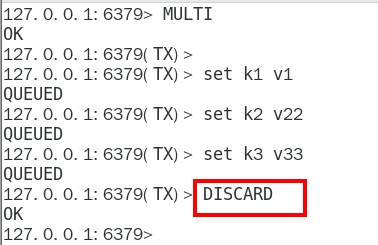 127.0.0.1:6379> MULTI
OK
127.0.0.1:6379(TX)>
127.0.0.1:6379(TX)> set k1 v1
QUEUED
127.0.0.1:6379(TX)> set k2 v22
QUEUED
127.0.0.1:6379(TX)> set k3 v33
QUEUED
127.0.0.1:6379(TX)> DISCARD
OK
127.0.0.1:6379>